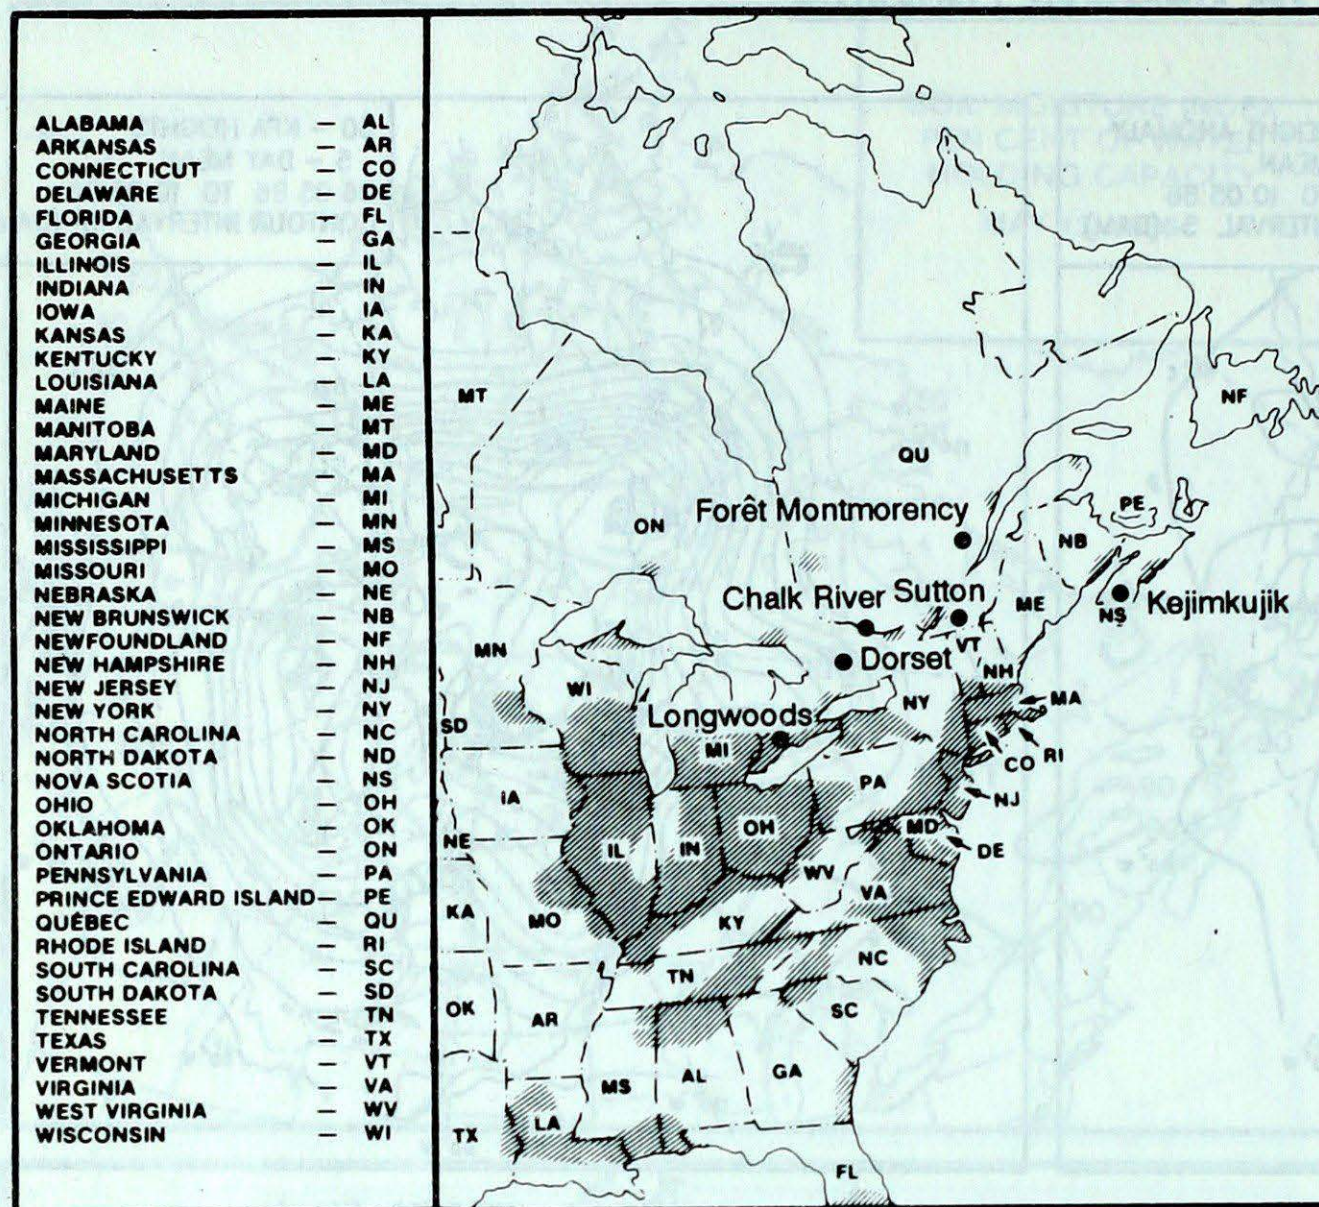 ALABAMA — AL
ARKANSAS — AR
CONNECTICUT — CO
DELAWARE — DE
FLORIDA — FL
GEORGIA — GA
ILLINOIS — IL
INDIANA — IN
IOWA — IA
KANSAS — KA
KENTUCKY — KY
LOUISIANA — LA
MAINE — ME
MANITOBA — MT
MARYLAND — MD
MASSACHUSETTS — MA
MICHIGAN — MI
MINNESOTA — MN
MISSISSIPPI — MS
MISSOURI — MO
NEBRASKA — NE
NEW BRUNSWICK — NB
NEWFOUNDLAND — NF
NEW HAMPSHIRE — NH
NEW JERSEY — NJ
NEW YORK — NY
NORTH CAROLINA — NC
NORTH DAKOTA — ND
NOVA SCOTIA — NS
OHIO — OH
OKLAHOMA — OK
ONTARIO — ON
PENNSYLVANIA — PA
PRINCE EDWARD ISLAND — PE
QUÉBEC — QU
RHODE ISLAND — RI
SOUTH CAROLINA — SC
SOUTH DAKOTA — SD
TENNESSEE — TN
TEXAS — TX
VERMONT — VT
VIRGINIA — VA
WEST VIRGINIA — WV
WISCONSIN — WI
MT
NF
QU
PE
Forêt Montmorency
ON
NB
Chalk River
Sutton
ME
NS
Kejimkujik
MN
VT
Dorset
NH
WI
NY
MA
Longwoods
SD
MI
CO
RI
IA
PA
NJ
NE
IL
IN
OH
MD
DE
WV
VA
KA
MO
KY
NC
TN
OK
AR
SC
MS
AL
GA
LA
TX
FL